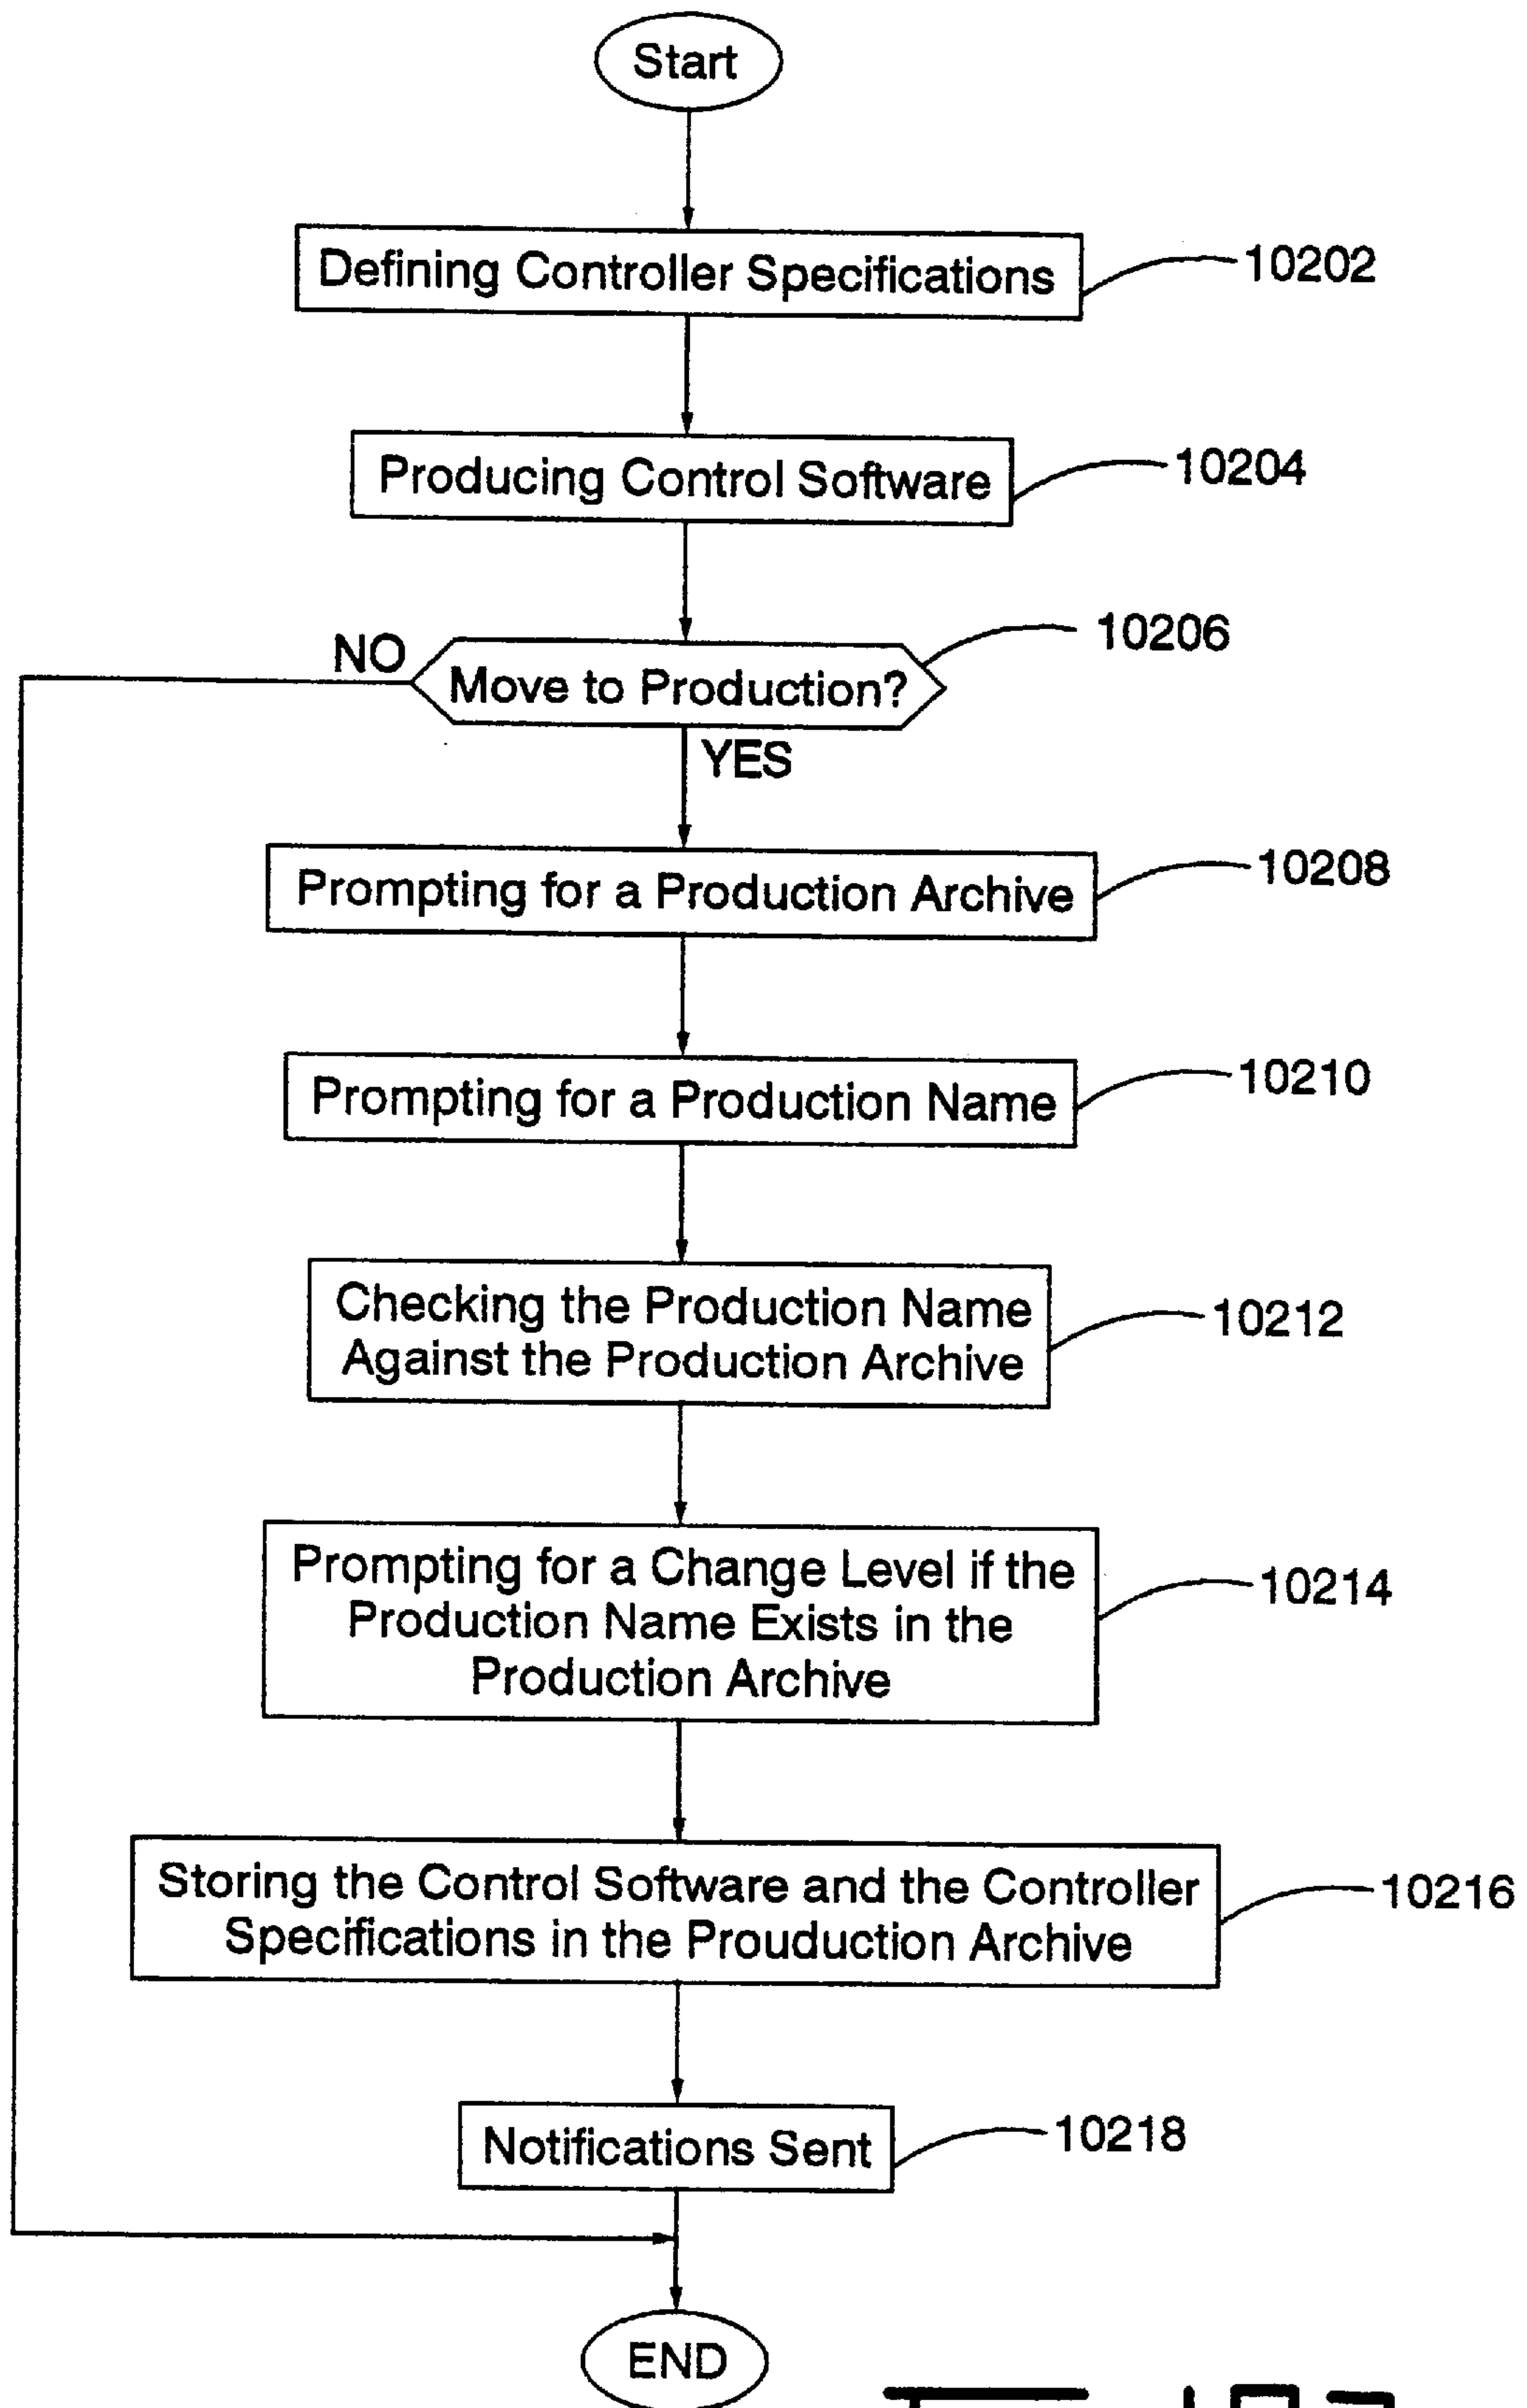 Start
Defining Controller Specifications
10202
Producing Control Software
10204
NO
Move to Production?
10206
YES
Prompting for a Production Archive
10208
Prompting for a Production Name
10210
Checking the Production Name
Against the Production Archive
10212
Prompting for a Change Level if the
Production Name Exists in the
Production Archive
10214
Storing the Control Software and the Controller
Specifications in the Prouduction Archive
10216
Notifications Sent
10218
END